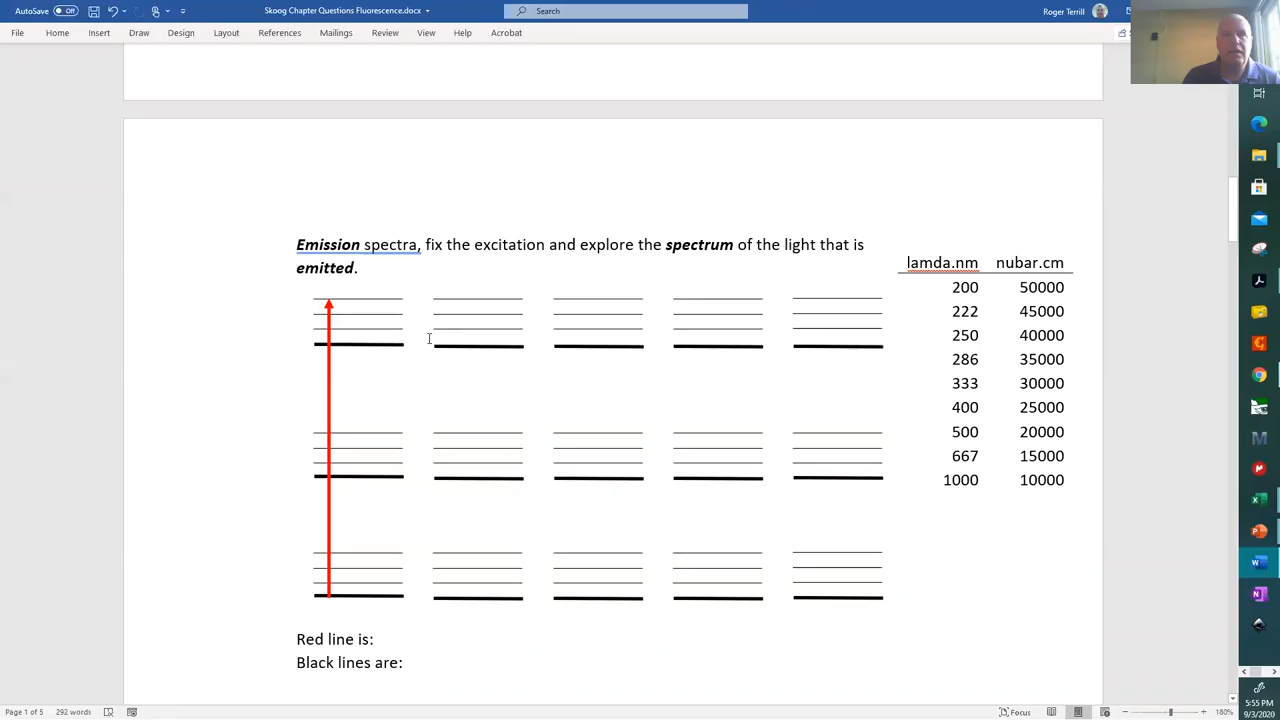 AutoSave Off
Skoog Chapter Questions Fluorescence.docx
Search
Roger Terrill
File Home Insert Draw Design Layout References Mailings Review View Help Acrobat
Emission spectra, fix the excitation and explore the spectrum of the light that is
emitted.
lamda.nm nubar.cm
200 50000
222 45000
250 40000
286 35000
333 30000
400 25000
500 20000
667 15000
1000 10000
Red line is:
Black lines are:
Page 1 of 5 292 words
Focus
180%
5:55 PM
9/3/2020